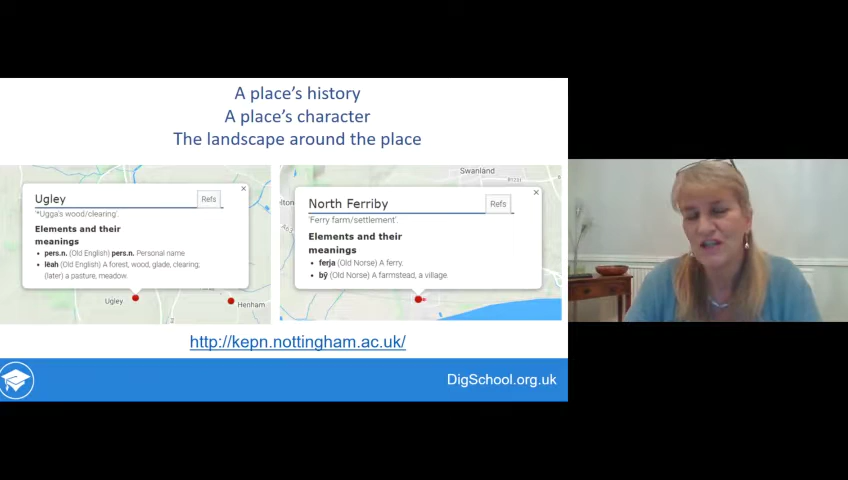 A place's history
A place's character
The landscape around the place
Ugley
Refs
×
'*Ugga's wood/clearing'.
Elements and their
meanings
• pers.n. (Old English) pers.n. Personal name
• lēah (Old English) A forest, wood, glade, clearing;
(later) a pasture, meadow.
Ugley
Henham
Swanland
North Ferriby
Refs
×
'Ferry farm/settlement'.
Elements and their
meanings
• ferja (Old Norse) A ferry.
• bȳ (Old Norse) A farmstead, a village.
http://kepn.nottingham.ac.uk/
DigSchool.org.uk